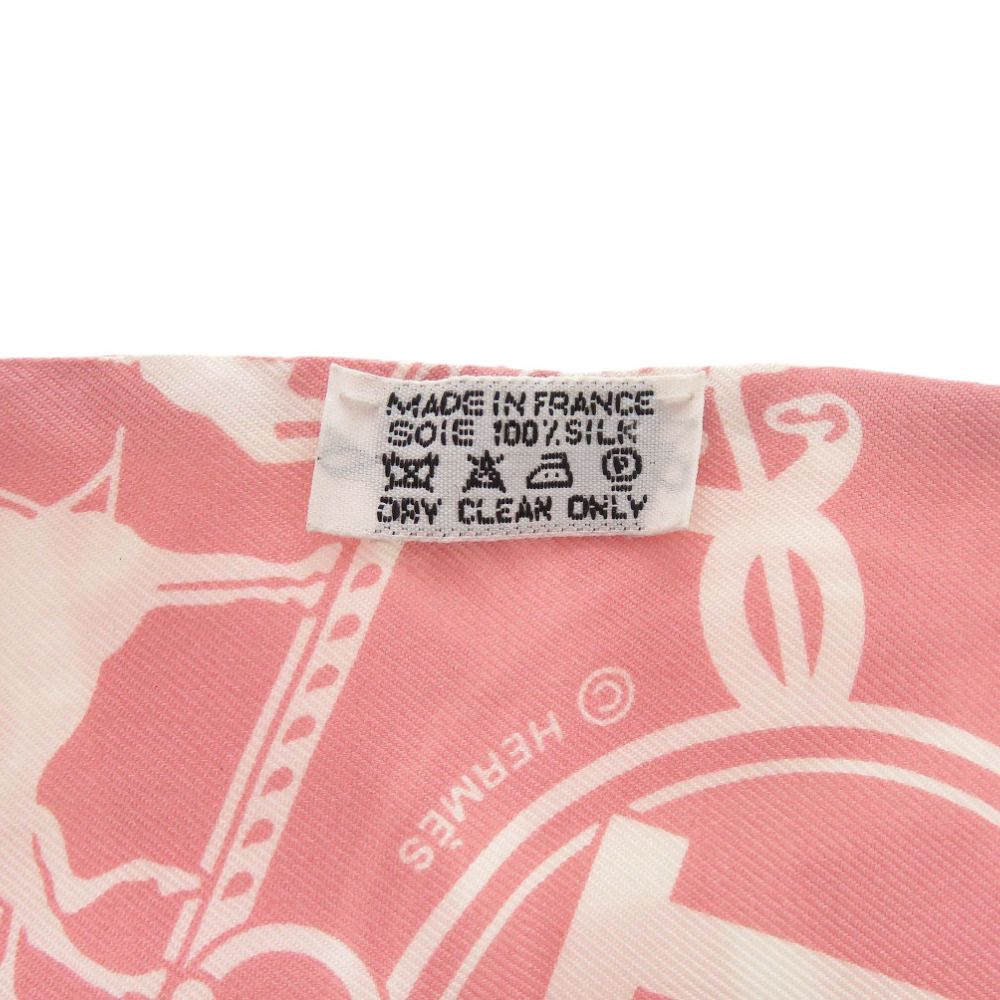 MADE IN FRANCE
SOIE 100% SILK
P
DRY CLEAN ONLY
© HERMÈS